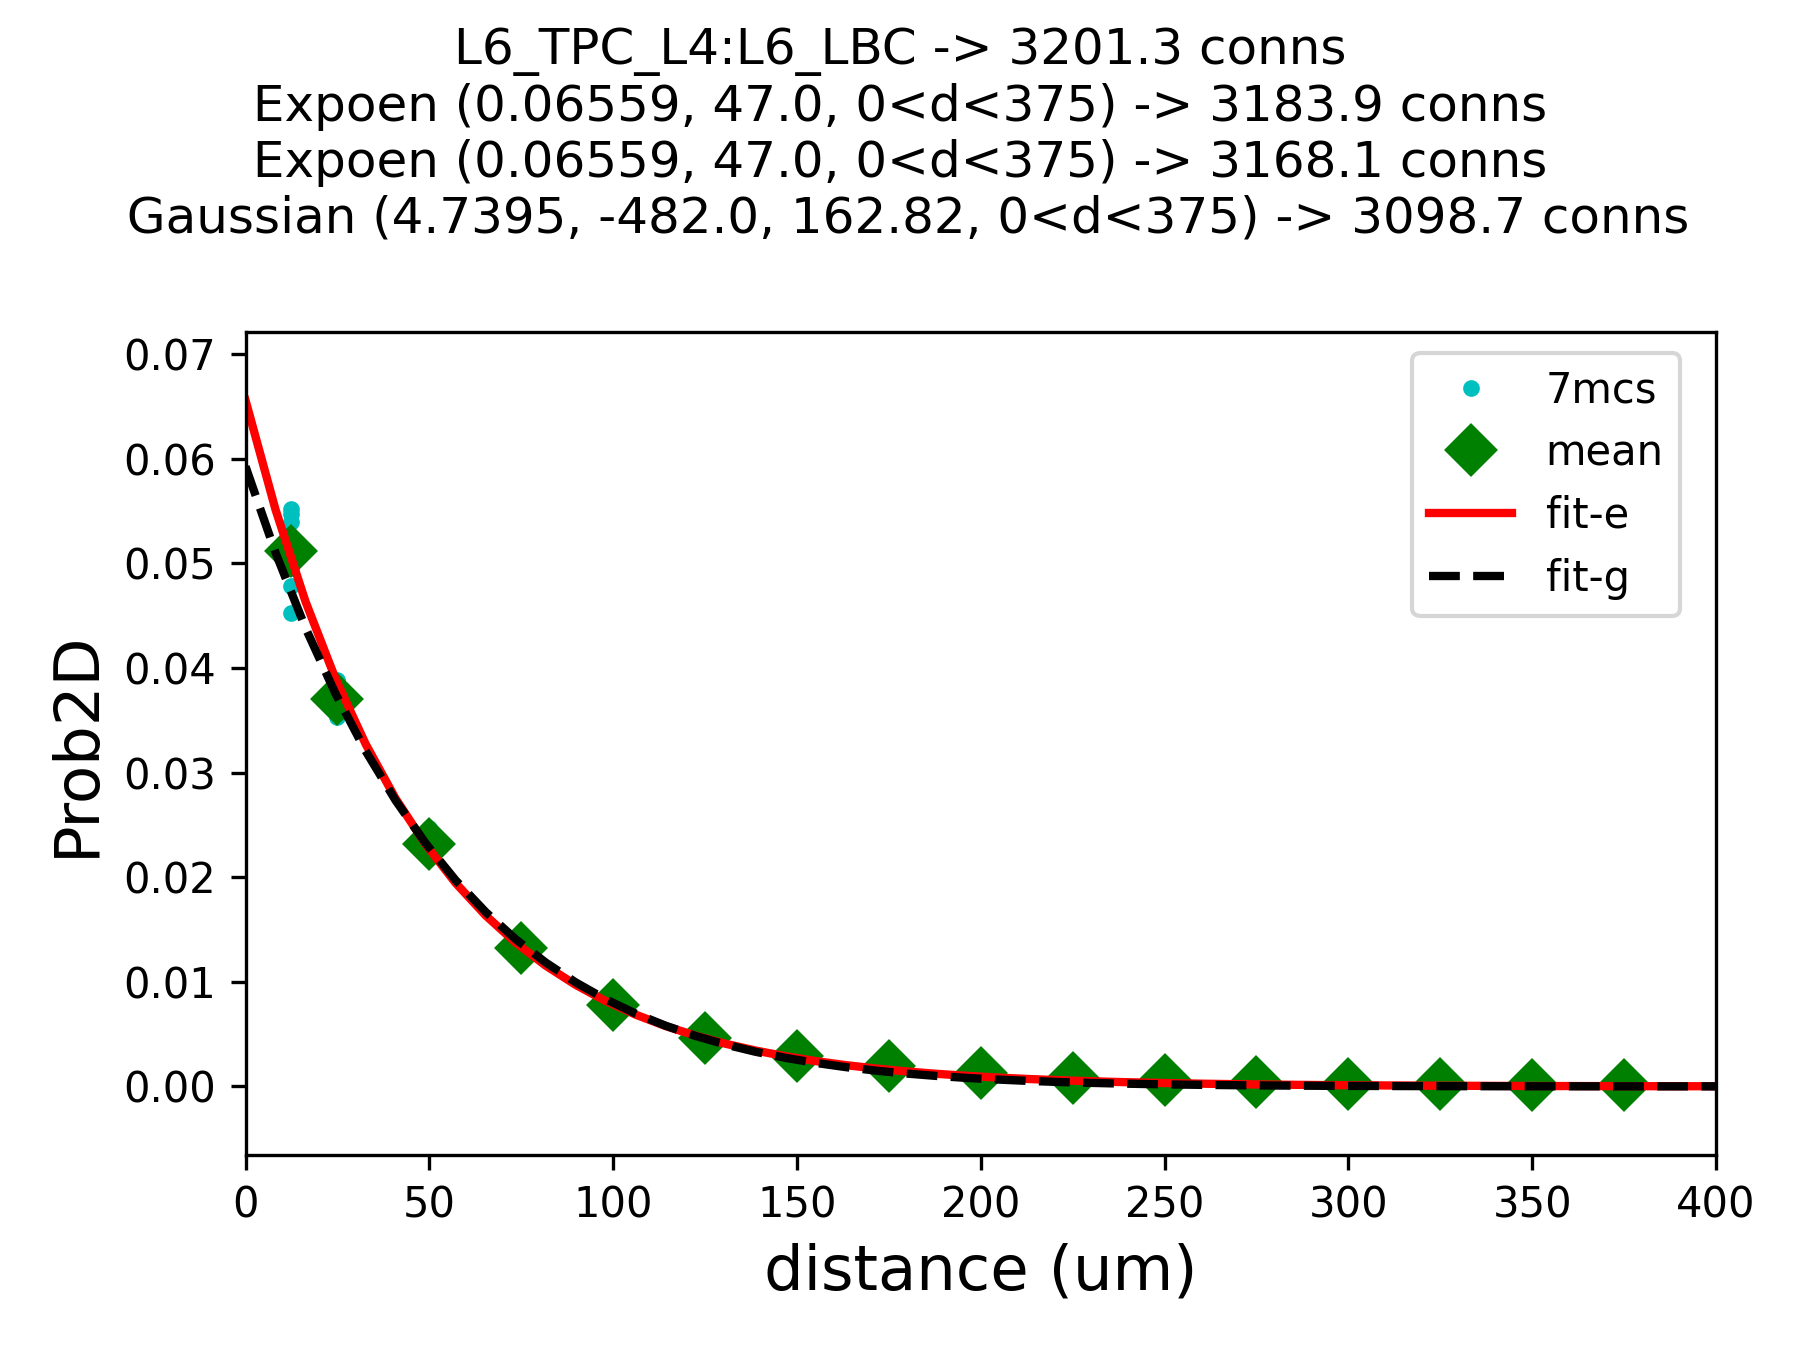 L6_TPC_L4:L6_LBC -> 3201.3 conns
Expoen (0.06559, 47.0, 0<d<375) -> 3183.9 conns
Expoen (0.06559, 47.0, 0<d<375) -> 3168.1 conns
Gaussian (4.7395, -482.0, 162.82, 0<d<375) -> 3098.7 conns
0.07
0.06
0.05
0.04
0.03
0.02
0.01
0.00
Prob2D
7mcs
mean
fit-e
fit-g
0 50 100 150 200 250 300 350 400
distance (um)